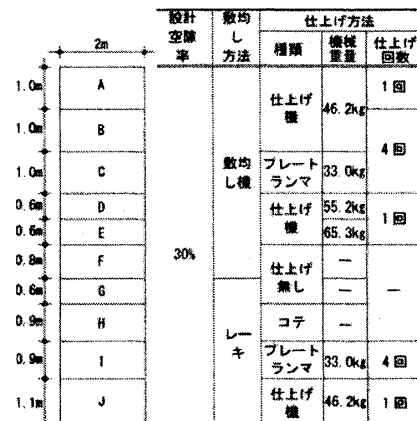 設計空隙率
敷均し方法
仕上げ方法
種類
機械重量
仕上げ回数
2m
1.0m
A
1.0m
B
1.0m
C
0.6m
D
0.6m
E
0.8m
F
0.6m
G
0.9m
H
0.9m
I
1.1m
J
30%
敷均し機
レーキ
仕上げ機
46.2kg
1回
4回
プレートランマ
33.0kg
仕上げ機
55.2kg
65.3kg
1回
仕上げ無し
—
—
—
コテ
—
プレートランマ
33.0kg
4回
仕上げ機
46.2kg
1回